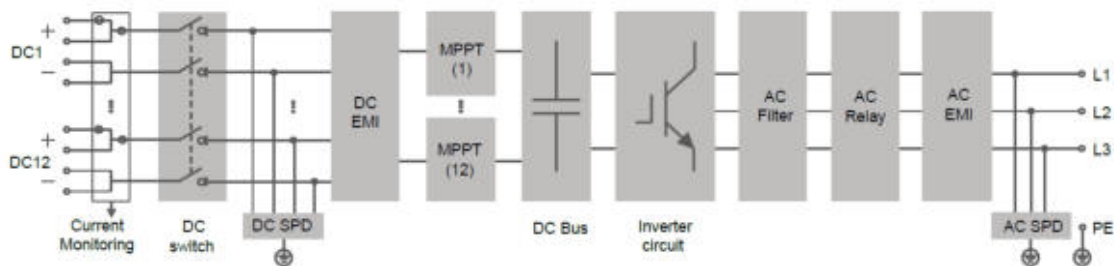 +
DC1
−
+
DC12
−
Current
Monitoring
DC
switch
DC SPD
DC
EMI
MPPT
(1)
MPPT
(12)
DC Bus
Inverter
circuit
AC
Filter
AC
Relay
AC
EMI
L1
L2
L3
AC SPD
PE